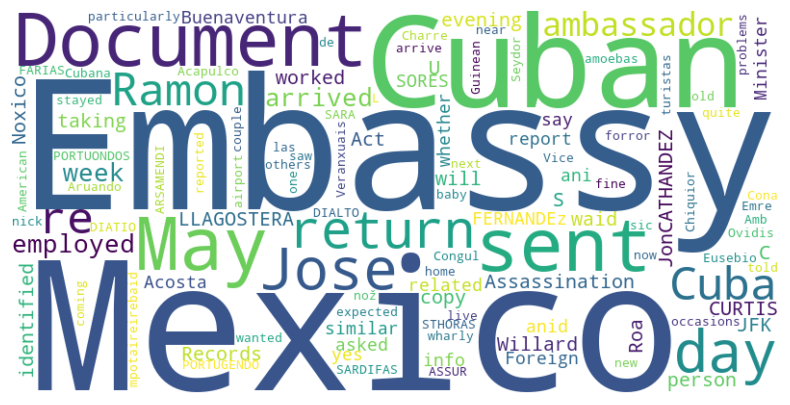 particularly Buenaventura
de
Charre
evening
near
ambassador
problems
Document
Cuban
FARIAS
Cubana
Acapulco
arrive
Guinean
Seydor
amoebas
turistas
Minister
Noxico
stayed
Ramon
worked
U
SORES
arrived
L
old
taking
SARA
Embassy
quite
American
PORTUONDOS
week
Aruando
ARSAMENDI
reported
airport
couple
las
saw
others
one
Act
Veranxuais
whether
say
report
next
baby
will
ani
s
forror
Vice
fine
JonCATHANDEZ
Chiquior
Cona
Emre
Amb
Ovidis
nick
DIATIO
re
LLAGOSTERA
DIALTO
FERNANDEz
waid
sic
C
Eusebio
told
now
employed
May
return
sent
Mexico
Jose
Congul
home
related
Assassination
Cuba
identified
coming
mpotaireirebaid
Acosta
noż
expected
live
copy
anid
Roa
CURTIS
occasions
JFK
similar
STHORAS
wharly
Willard
Foreign
day
Records
yes
wanted
asked
info
PORTUGENDO
SARDIFAS
ASSUR
person
new